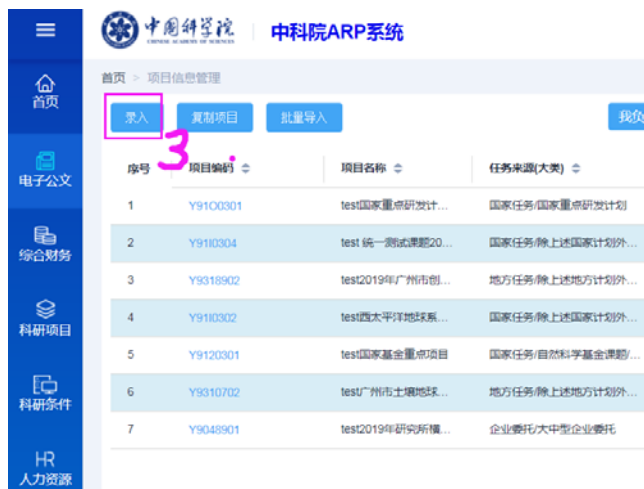 中国科学院
CHINESE ACADEMY OF SCIENCES
中科院ARP系统
首页 > 项目信息管理
首页
电子公文
综合财务
科研项目
科研条件
HR
人力资源
录入 复制项目 批量导入 我负
3.
序号 项目编码 项目名称 任务来源(大类)
1 Y91O0301 test国家重点研发计... 国家任务/国家重点研发计划
2 Y91I0304 test 统一测试课题20... 国家任务/除上述国家计划外...
3 Y9318902 test2019年广州市创... 地方任务/除上述地方计划外...
4 Y91I0302 test西太平洋地球系... 国家任务/除上述国家计划外...
5 Y9120301 test国家基金重点项目 国家任务/自然科学基金课题/...
6 Y9310702 test广州市土壤地球... 地方任务/除上述地方计划外...
7 Y9048901 test2019年研究所横... 企业委托/大中型企业委托